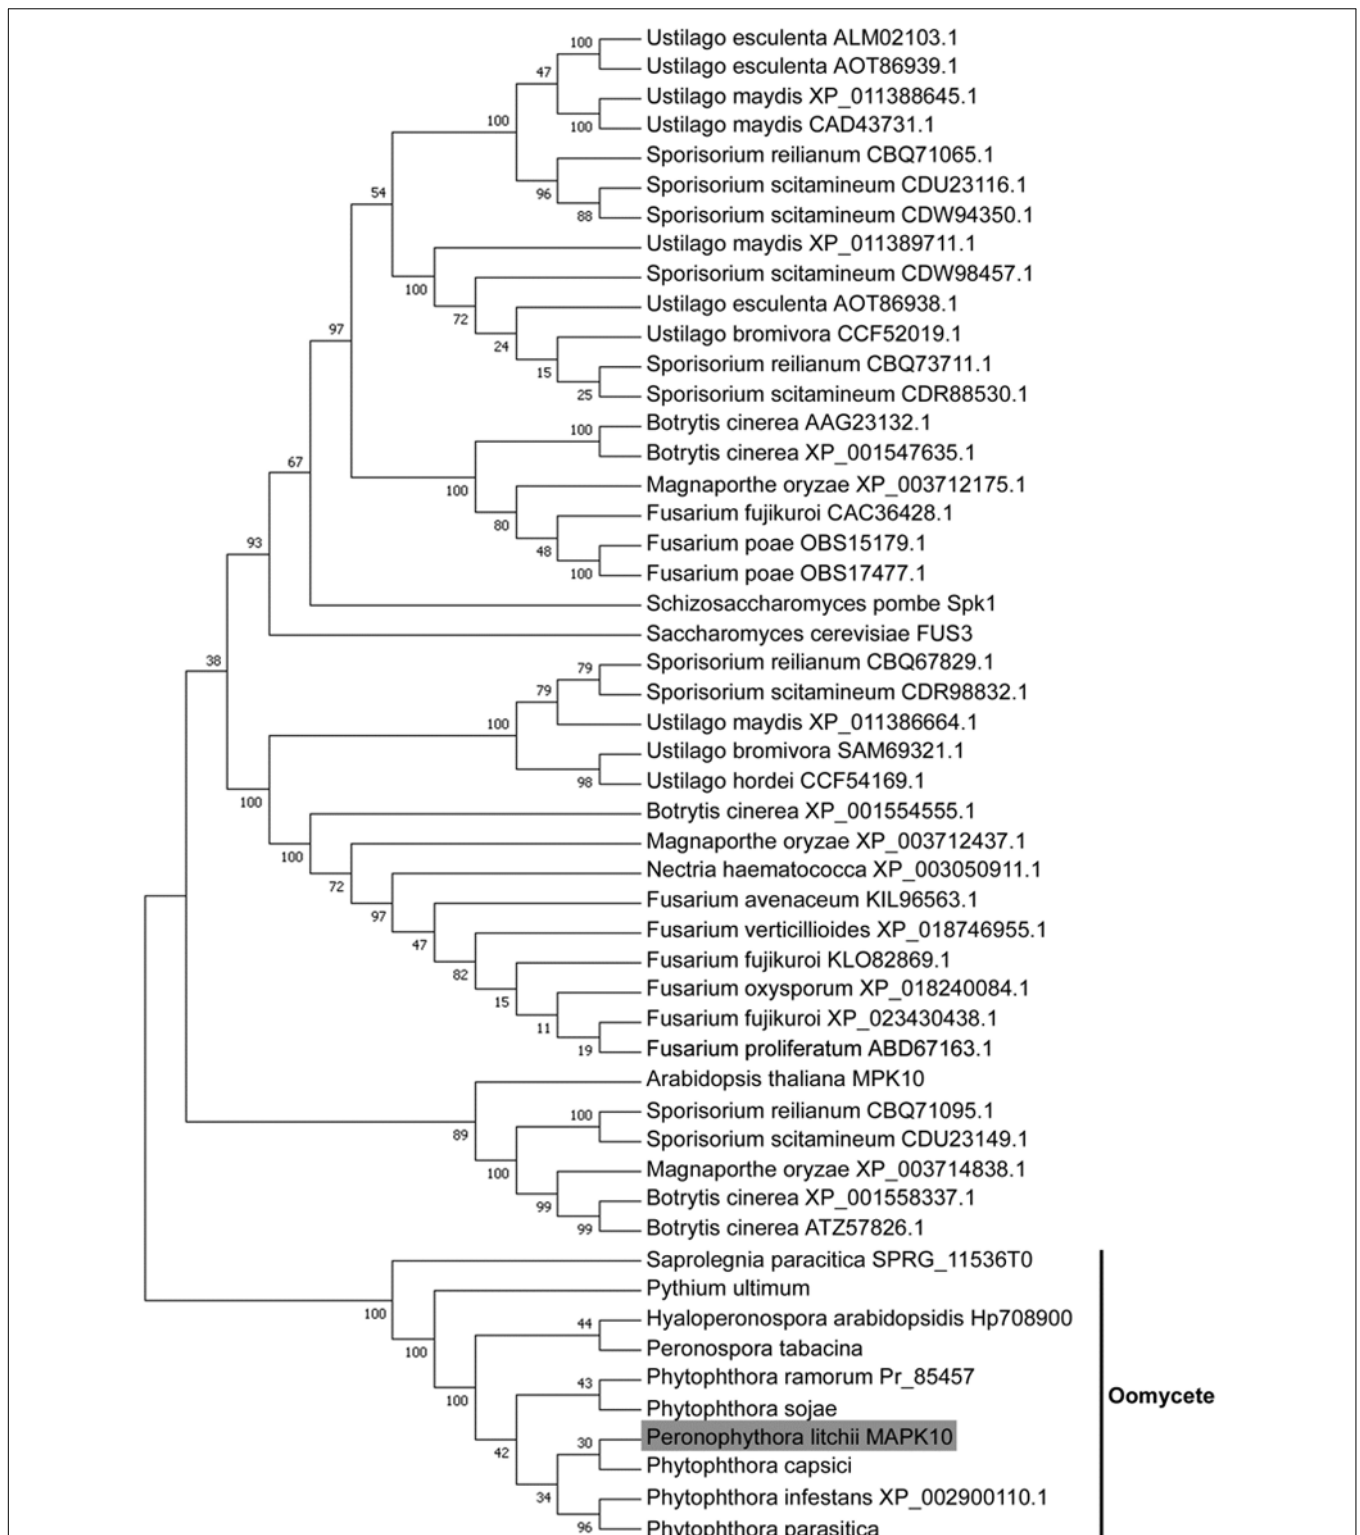 100
Ustilago esculenta ALM02103.1
47
Ustilago esculenta AOT86939.1
Ustilago maydis XP_011388645.1
100
100
Ustilago maydis CAD43731.1
Sporisorium reilianum CBQ71065.1
96
Sporisorium scitamineum CDU23116.1
54
88
Sporisorium scitamineum CDW94350.1
Ustilago maydis XP_011389711.1
100
Sporisorium scitamineum CDW98457.1
72
Ustilago esculenta AOT86938.1
97
24
Ustilago bromivora CCF52019.1
15
Sporisorium reilianum CBQ73711.1
25
Sporisorium scitamineum CDR88530.1
100
Botrytis cinerea AAG23132.1
67
Botrytis cinerea XP_001547635.1
100
Magnaporthe oryzae XP_003712175.1
80
Fusarium fujikuroi CAC36428.1
93
48
Fusarium poae OBS15179.1
100
Fusarium poae OBS17477.1
Schizosaccharomyces pombe Spk1
Saccharomyces cerevisiae FUS3
38
79
Sporisorium reilianum CBQ67829.1
79
Sporisorium scitamineum CDR98832.1
100
Ustilago maydis XP_011386664.1
Ustilago bromivora SAM69321.1
98
Ustilago hordei CCF54169.1
100
Botrytis cinerea XP_001554555.1
100
Magnaporthe oryzae XP_003712437.1
72
Nectria haematococca XP_003050911.1
97
Fusarium avenaceum KIL96563.1
47
Fusarium verticillioides XP_018746955.1
82
Fusarium fujikuroi KLO82869.1
15
Fusarium oxysporum XP_018240084.1
11
Fusarium fujikuroi XP_023430438.1
19
Fusarium proliferatum ABD67163.1
Arabidopsis thaliana MPK10
89
100
Sporisorium reilianum CBQ71095.1
Sporisorium scitamineum CDU23149.1
100
Magnaporthe oryzae XP_003714838.1
99
Botrytis cinerea XP_001558337.1
99
Botrytis cinerea ATZ57826.1
Saprolegnia paracitica SPRG_11536T0
100
Pythium ultimum
100
44
Hyaloperonospora arabidopsidis Hp708900
Peronospora tabacina
100
43
Phytophthora ramorum Pr_85457
Oomycete
Phytophthora sojae
42
30
Peronophythora litchii MAPK10
Phytophthora capsici
34
Phytophthora infestans XP_002900110.1
96
Phytophthora parasitica